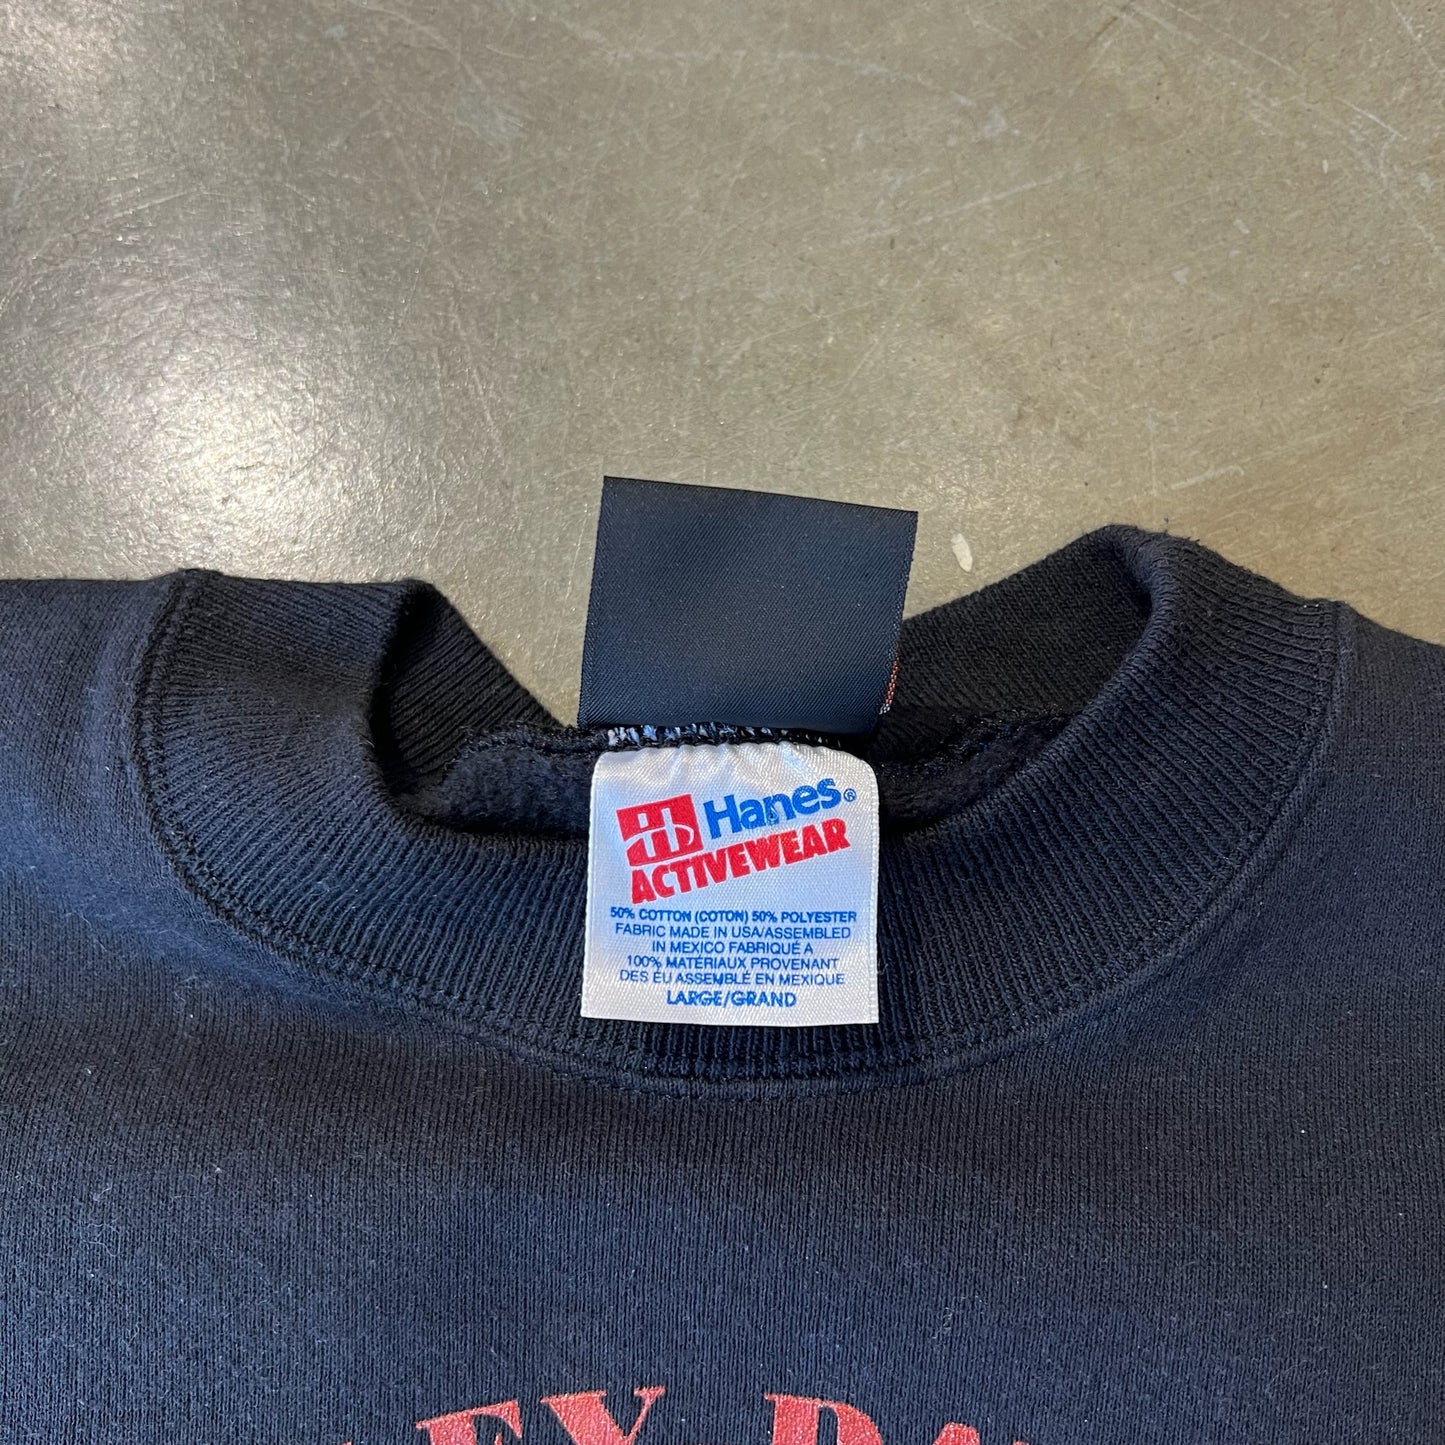 Hanes®
ACTIVEWEAR
50% COTTON (COTON) 50% POLYESTER
FABRIC MADE IN USA/ASSEMBLED
IN MEXICO FABRIQUÉ A
100% MATÉRIAUX PROVENANT
DES ÉU ASSEMBLÉ EN MEXIQUE
LARGE/GRAND